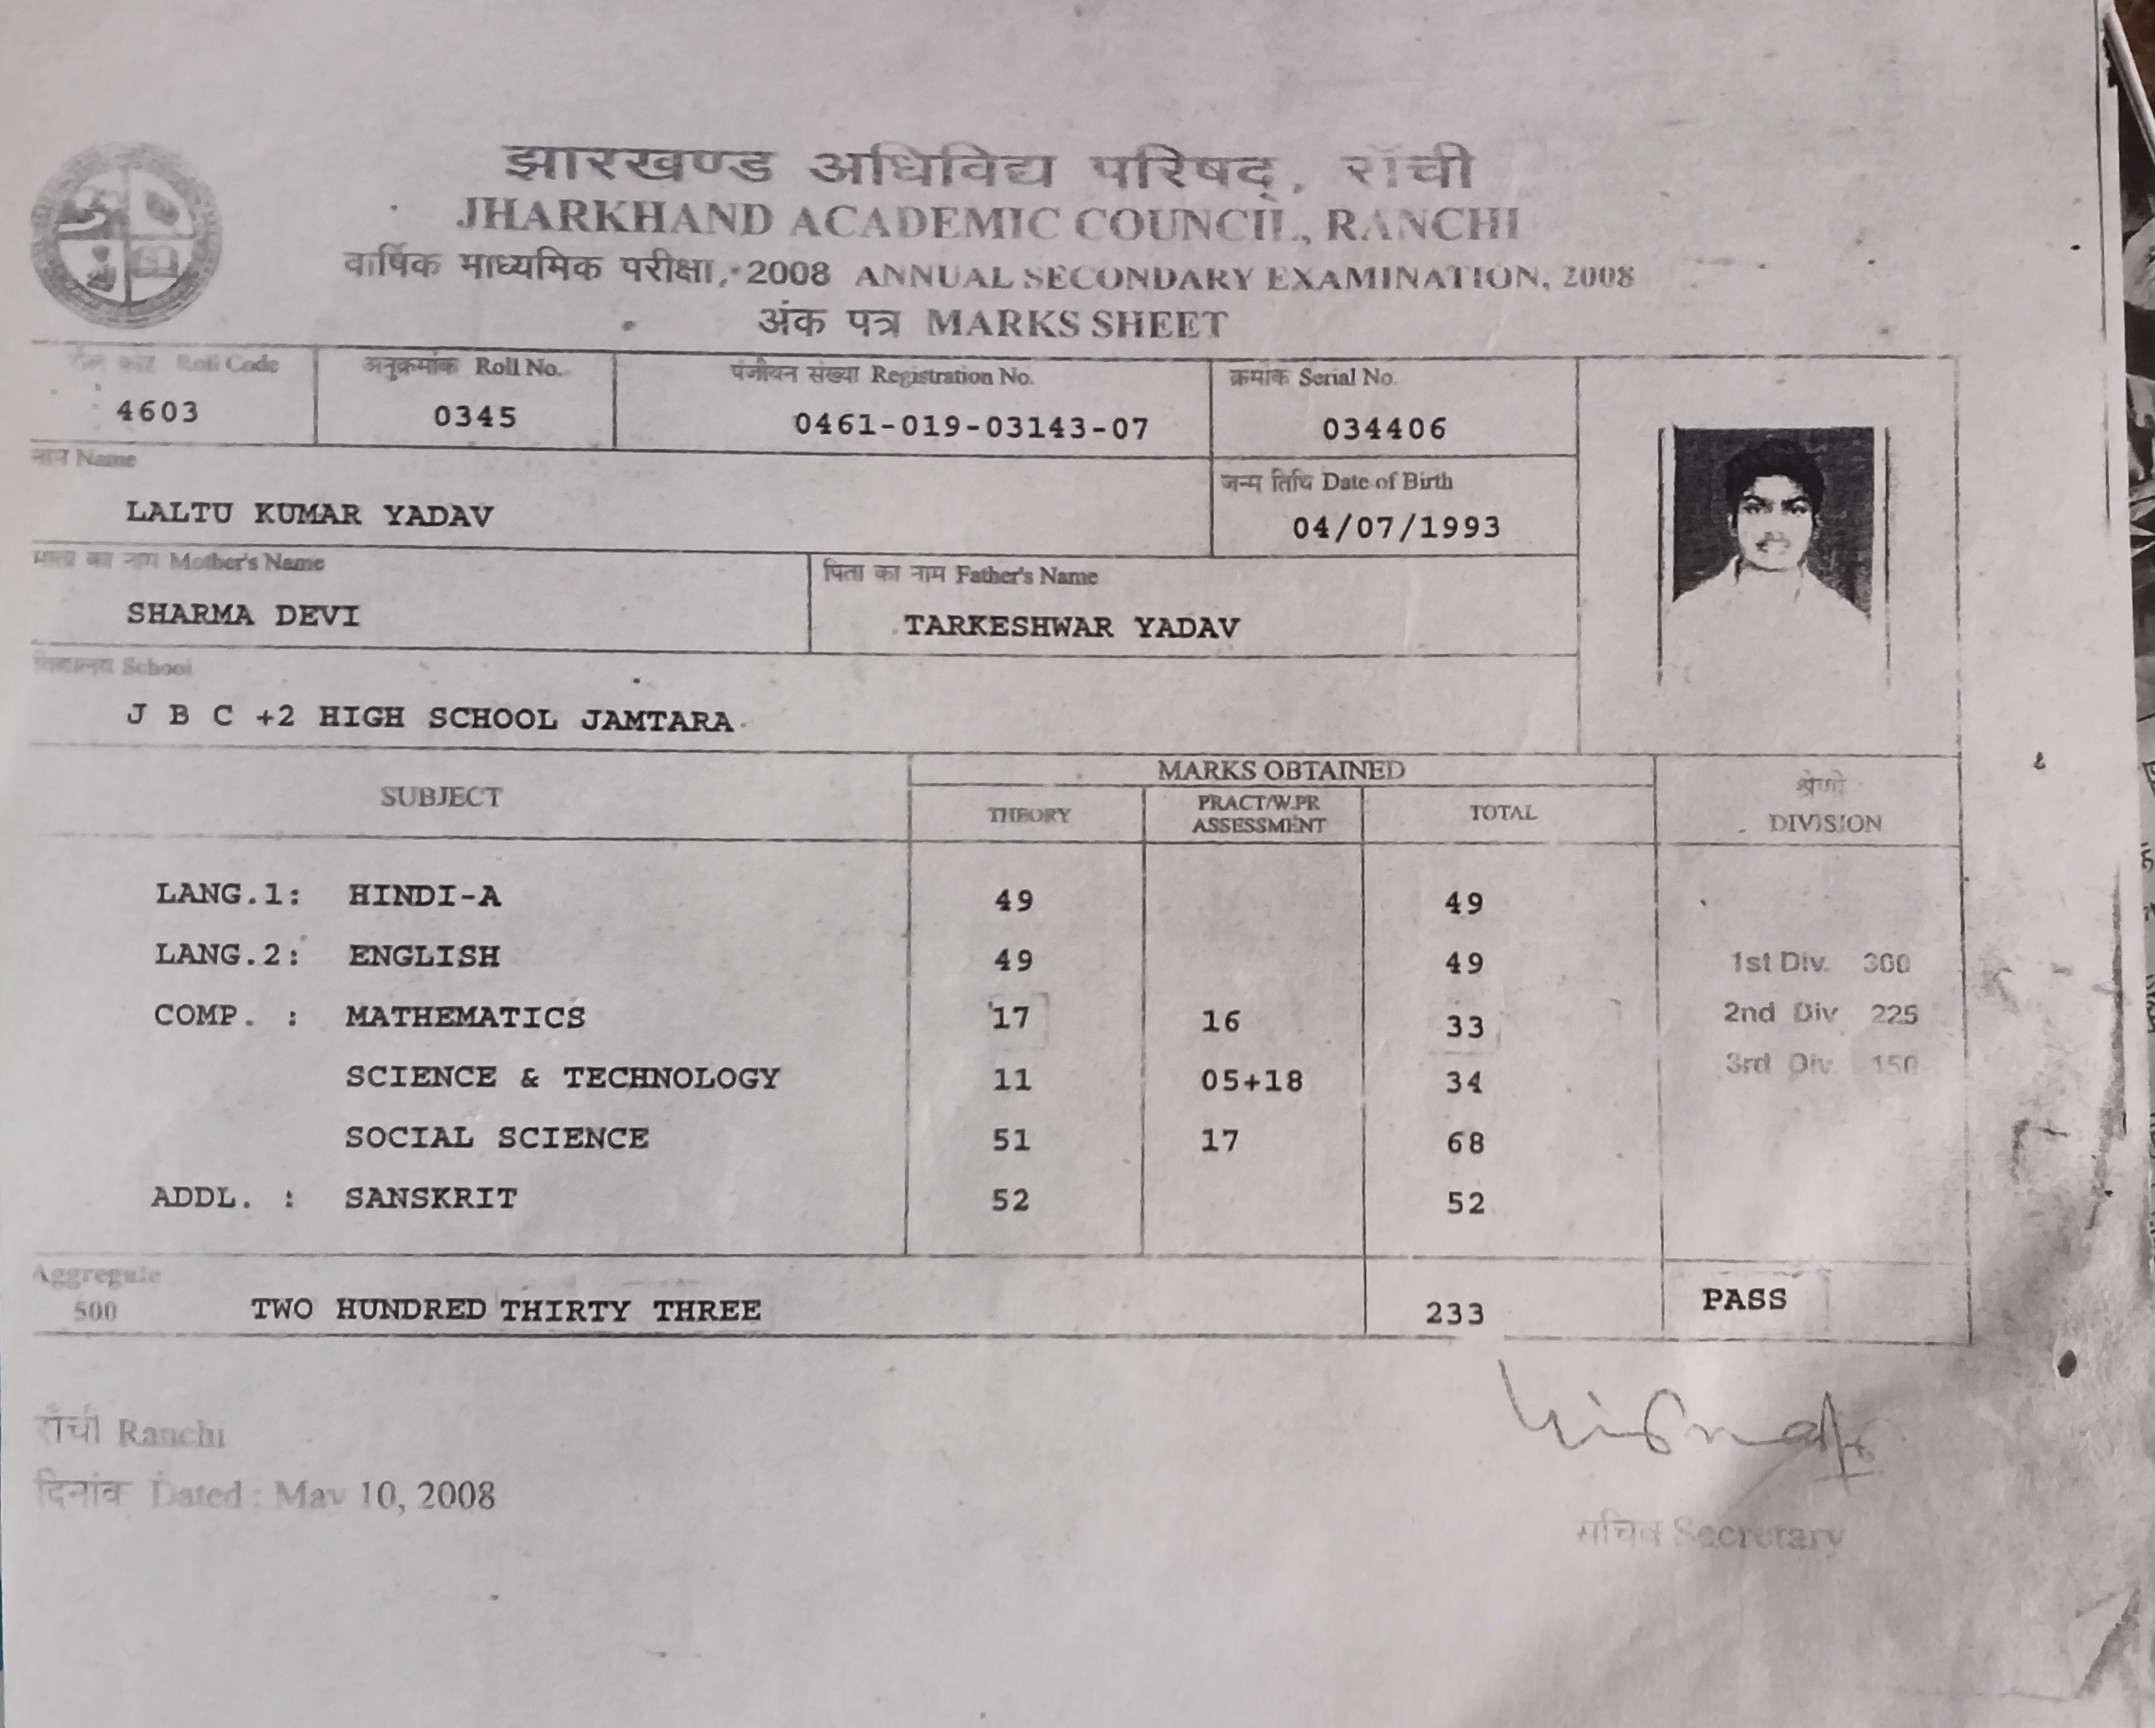 झारखण्ड अधिविद्य परिषद्, राँची
JHARKHAND ACADEMIC COUNCIL, RANCHI
वार्षिक माध्यमिक परीक्षा, 2008 ANNUAL SECONDARY EXAMINATION, 2008
अंक पत्र MARKS SHEET
रोल कोड Roll Code अनुक्रमांक Roll No. पंजीयन संख्या Registration No. क्रमांक Serial No.
4603 0345 0461-019-03143-07 034406
नाम Name जन्म तिथि Date of Birth
LALTU KUMAR YADAV 04/07/1993
माता का नाम Mother's Name पिता का नाम Father's Name
SHARMA DEVI TARKESHWAR YADAV
विद्यालय School
J B C +2 HIGH SCHOOL JAMTARA
SUBJECT MARKS OBTAINED श्रेणी DIVISION
THEORY PRACT/W.PR ASSESSMENT TOTAL
LANG.1: HINDI-A 49 49
LANG.2: ENGLISH 49 49 1st Div. 300
COMP. : MATHEMATICS 17 16 33 2nd Div 225
SCIENCE & TECHNOLOGY 11 05+18 34 3rd Div 150
SOCIAL SCIENCE 51 17 68
ADDL. : SANSKRIT 52 52
Aggregate
500 TWO HUNDRED THIRTY THREE 233 PASS
राँची Ranchi
दिनांक Dated : May 10, 2008
सचिव Secretary